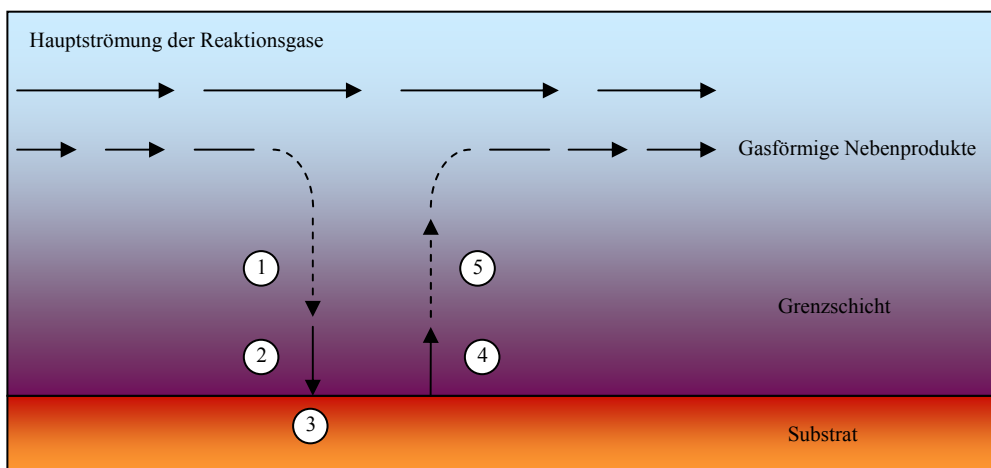 Hauptströmung der Reaktionsgase
Gasförmige Nebenprodukte
1
5
Grenzschicht
2
4
3
Substrat